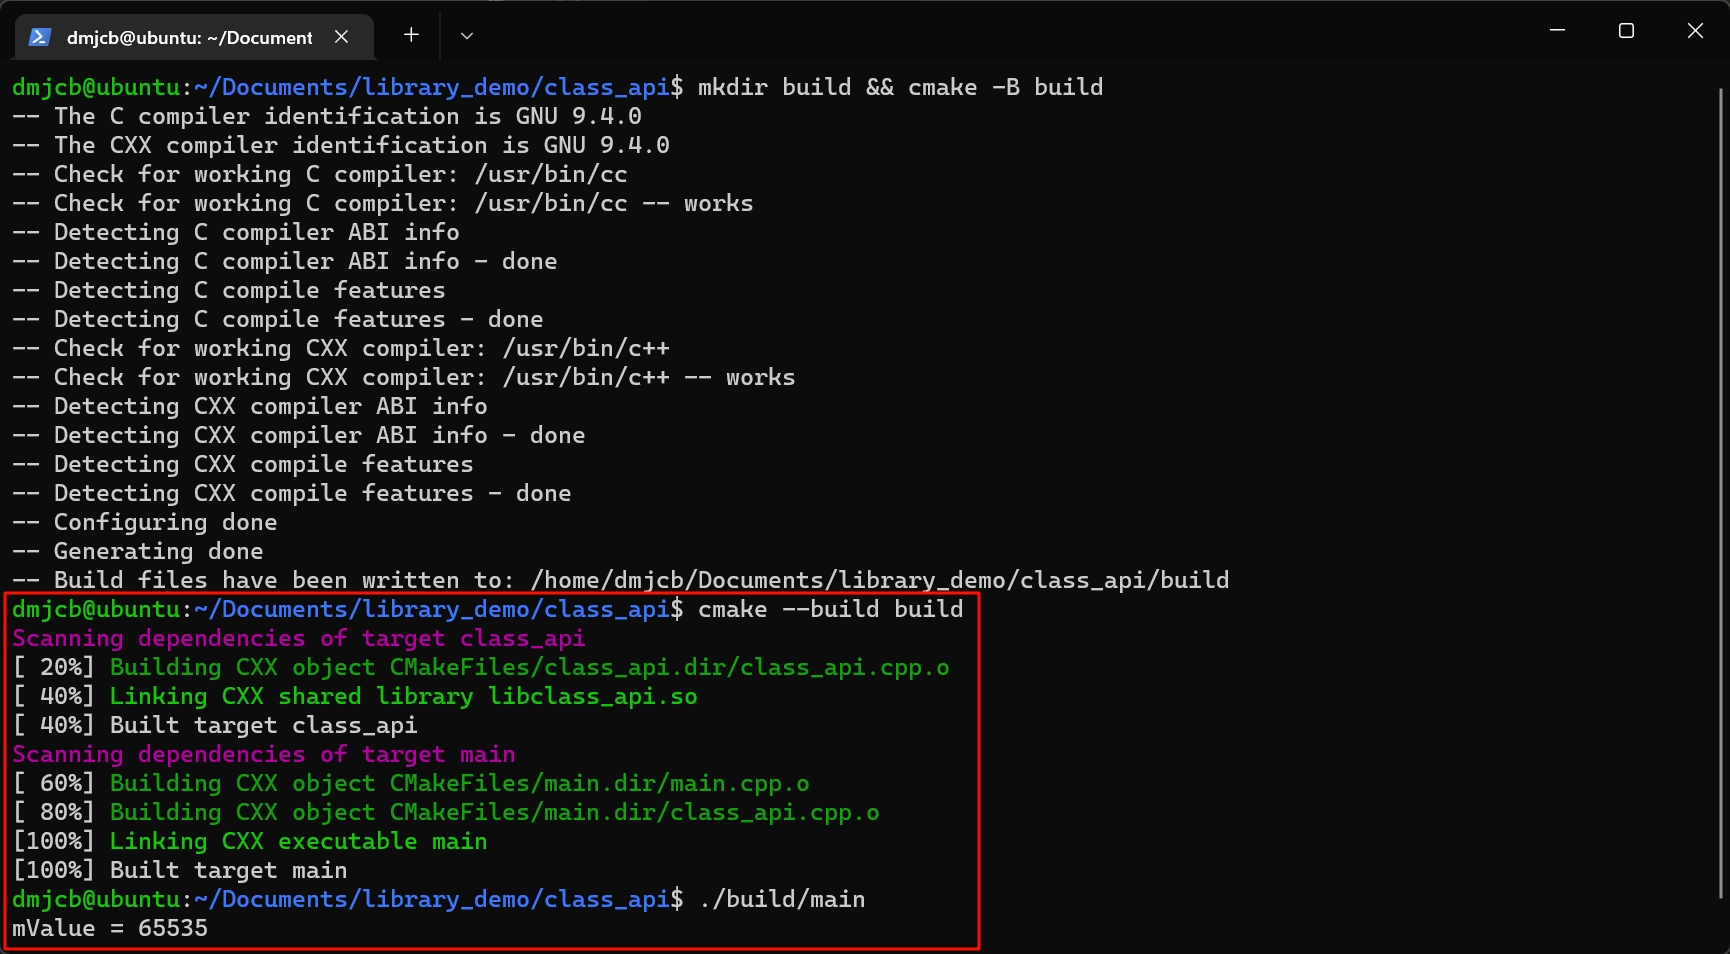 dmjcb@ubuntu: ~/Document
dmjcb@ubuntu:~/Documents/library_demo/class_api$ mkdir build && cmake -B build
-- The C compiler identification is GNU 9.4.0
-- The CXX compiler identification is GNU 9.4.0
-- Check for working C compiler: /usr/bin/cc
-- Check for working C compiler: /usr/bin/cc -- works
-- Detecting C compiler ABI info
-- Detecting C compiler ABI info - done
-- Detecting C compile features
-- Detecting C compile features - done
-- Check for working CXX compiler: /usr/bin/c++
-- Check for working CXX compiler: /usr/bin/c++ -- works
-- Detecting CXX compiler ABI info
-- Detecting CXX compiler ABI info - done
-- Detecting CXX compile features
-- Detecting CXX compile features - done
-- Configuring done
-- Generating done
-- Build files have been written to: /home/dmjcb/Documents/library_demo/class_api/build
dmjcb@ubuntu:~/Documents/library_demo/class_api$ cmake --build build
Scanning dependencies of target class_api
[ 20%] Building CXX object CMakeFiles/class_api.dir/class_api.cpp.o
[ 40%] Linking CXX shared library libclass_api.so
[ 40%] Built target class_api
Scanning dependencies of target main
[ 60%] Building CXX object CMakeFiles/main.dir/main.cpp.o
[ 80%] Building CXX object CMakeFiles/main.dir/class_api.cpp.o
[100%] Linking CXX executable main
[100%] Built target main
dmjcb@ubuntu:~/Documents/library_demo/class_api$ ./build/main
mValue = 65535